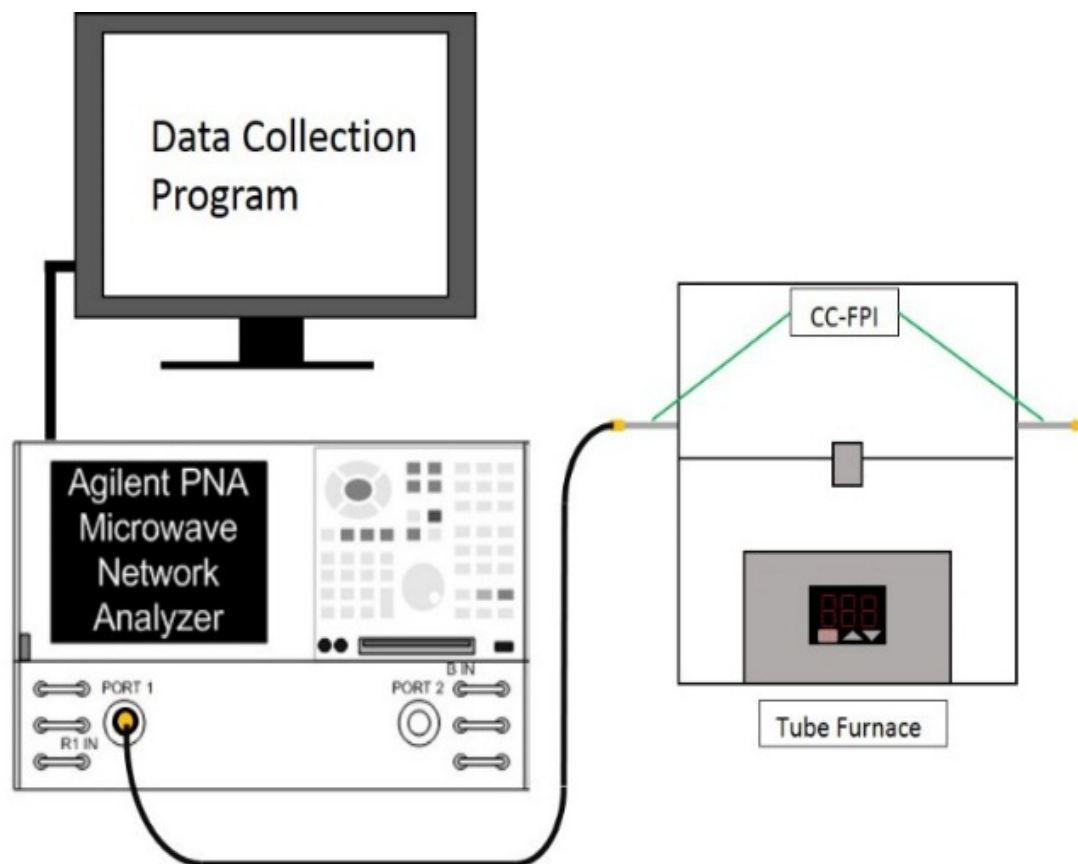 Data Collection
Program
CC-FPI
Agilent PNA
Microwave
Network
Analyzer
B IN
PORT 1
PORT 2
R1 IN
888
Tube Furnace